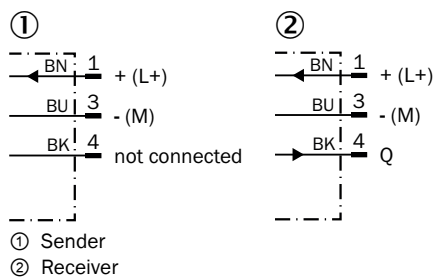 ① ②
BN 1 + (L+)
BU 3 - (M)
BK 4 not connected
BN 1 + (L+)
BU 3 - (M)
BK 4 Q
① Sender
② Receiver